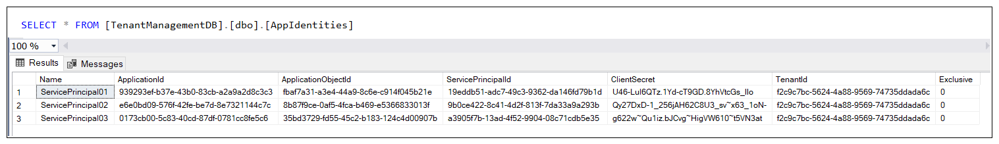 SELECT * FROM [TenantManagementDB].[dbo].[AppIdentities]
100 %
Results Messages
Name ApplicationId ApplicationObjectId ServicePrincipalId ClientSecret TenantId Exclusive
1 ServicePrincipal01 939293ef-b37e-43b0-83cb-a2a9a2d8c3c3 fbaf7a31-a3e4-44a9-8c6e-c914f045b21e 19eddb51-adc7-49c3-9362-da146fd79b1d U46-Lul6QTz.1Yd-cT9GD.8YhVtcGs_llo f2c9c7bc-5624-4a88-9569-74735ddada6c 0
2 ServicePrincipal02 e6e0bd09-576f-42fe-be7d-8e7321144c7c 8b87f9ce-0af5-4fca-b469-e5366833013f 9b0ce422-8c41-4d2f-813f-7da33a9a293b Qy27DxD-1_256jAH62C8U3_sv~x63_1oN- f2c9c7bc-5624-4a88-9569-74735ddada6c 0
3 ServicePrincipal03 0173cb00-5c83-40cd-87df-0781cc8fe5c6 35bd3729-fd55-45c2-b183-124c4d00907b a3905f7b-13ad-4f52-9904-08c71cdb5e35 g622w~Qu1iz.bJCvg~HigVW610~t5VN3at f2c9c7bc-5624-4a88-9569-74735ddada6c 0